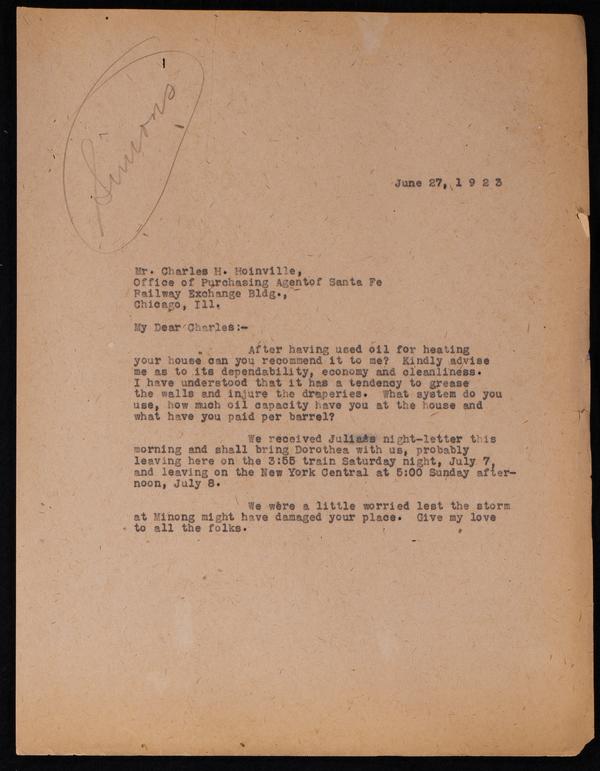 Simons
June 27, 1 9 2 3
Mr. Charles H. Hoinville,
Office of Purchasing Agentof Santa Fe
Railway Exchange Bldg.,
Chicago, Ill.
My Dear Charles:-
After having used oil for heating
your house can you recommend it to me? Kindly advise
me as to its dependability, economy and cleanliness.
I have understood that it has a tendency to grease
the walls and injure the draperies. What system do you
use, how much oil capacity have you at the house and
what have you paid per barrel?
We received Julia's night-letter this
morning and shall bring Dorothea with us, probably
leaving here on the 3:55 train Saturday night, July 7,
and leaving on the New York Central at 5:00 Sunday after-
noon, July 8.
We were a little worried lest the storm
at Minong might have damaged your place. Give my love
to all the folks.